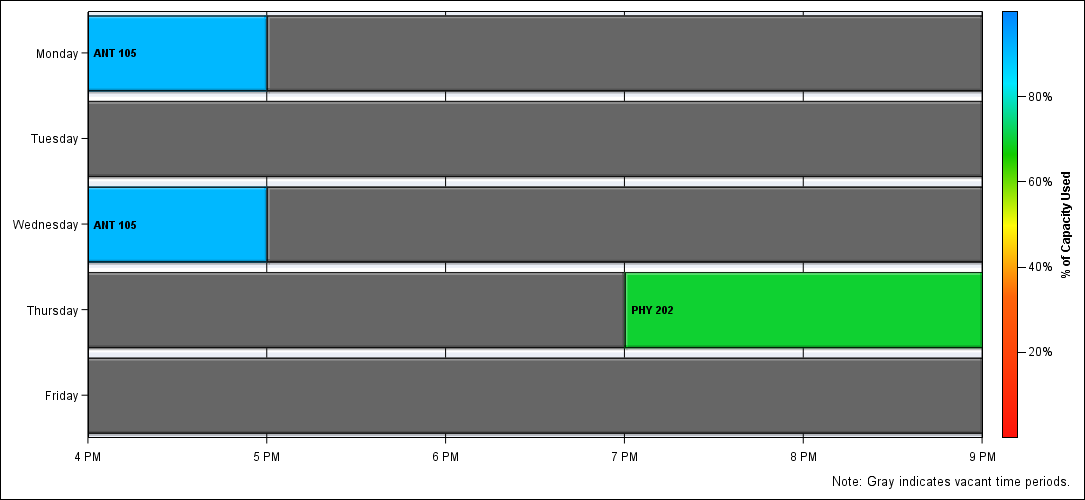 Monday
ANT 105
Tuesday
Wednesday
ANT 105
Thursday
PHY 202
Friday
4 PM 5 PM 6 PM 7 PM 8 PM 9 PM
80%
60%
40%
20%
% of Capacity Used
Note: Gray indicates vacant time periods.